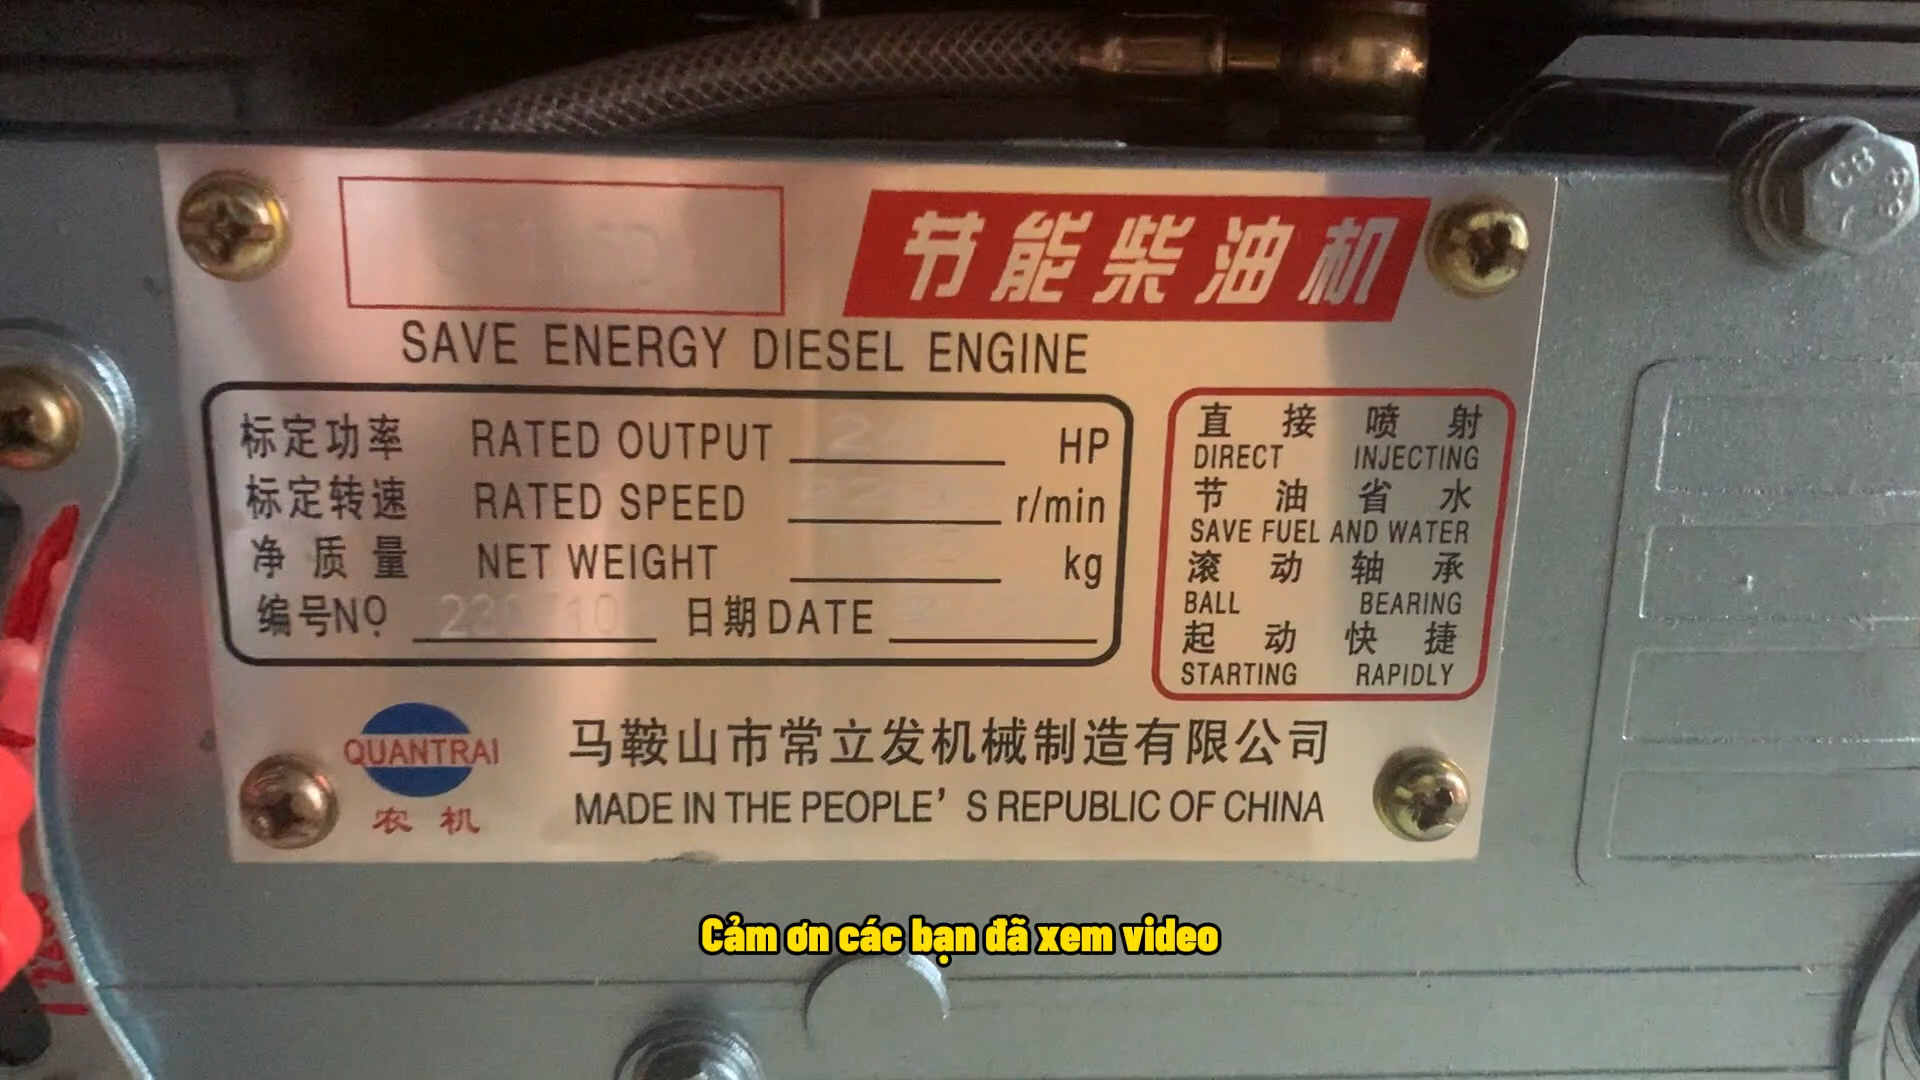 节能柴油机
SAVE ENERGY DIESEL ENGINE
标定功率 RATED OUTPUT HP
标定转速 RATED SPEED r/min
净质量 NET WEIGHT kg
编号NO. 日期DATE
直接喷射
DIRECT INJECTING
节油省水
SAVE FUEL AND WATER
滚动轴承
BALL BEARING
起动快捷
STARTING RAPIDLY
QUANTRAI
农机
马鞍山市常立发机械制造有限公司
MADE IN THE PEOPLE'S REPUBLIC OF CHINA
C8
8.8
Cảm ơn các bạn đã xem video